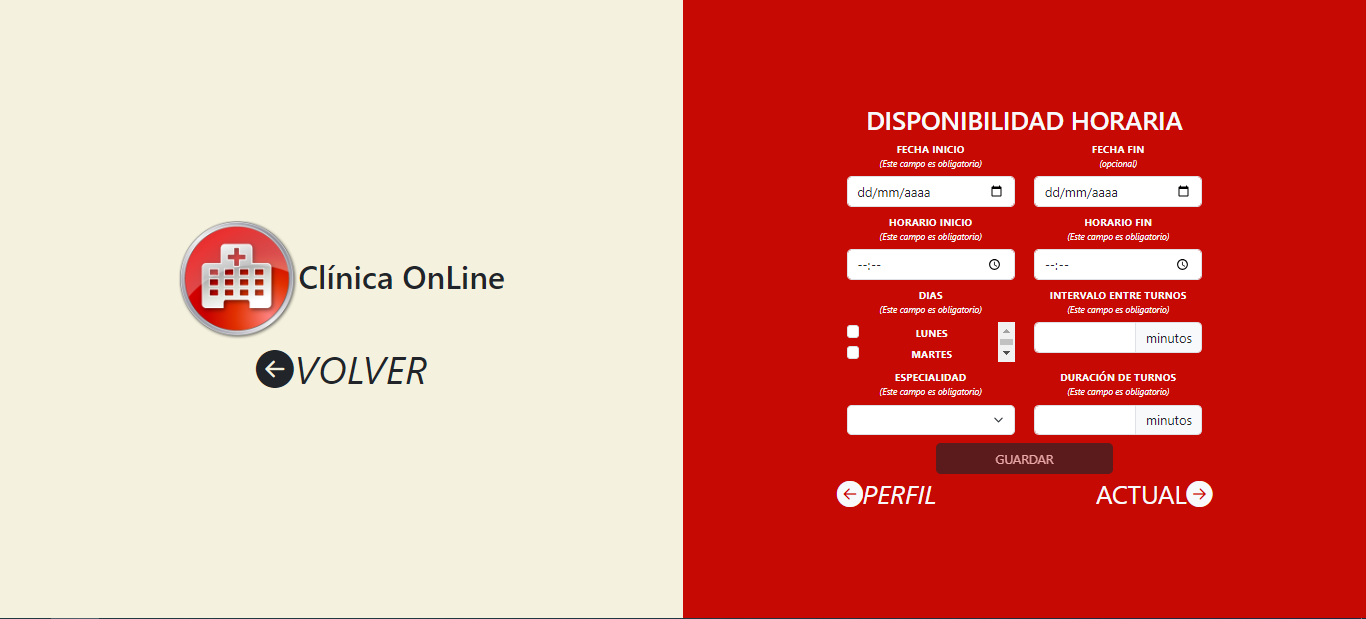 Clínica OnLine
VOLVER
DISPONIBILIDAD HORARIA
FECHA INICIO
(Este campo es obligatorio)
dd/mm/aaaa
FECHA FIN
(opcional)
dd/mm/aaaa
HORARIO INICIO
(Este campo es obligatorio)
--:--
HORARIO FIN
(Este campo es obligatorio)
--:--
DIAS
(Este campo es obligatorio)
LUNES
MARTES
INTERVALO ENTRE TURNOS
(Este campo es obligatorio)
minutos
ESPECIALIDAD
(Este campo es obligatorio)
DURACIÓN DE TURNOS
(Este campo es obligatorio)
minutos
GUARDAR
PERFIL
ACTUAL